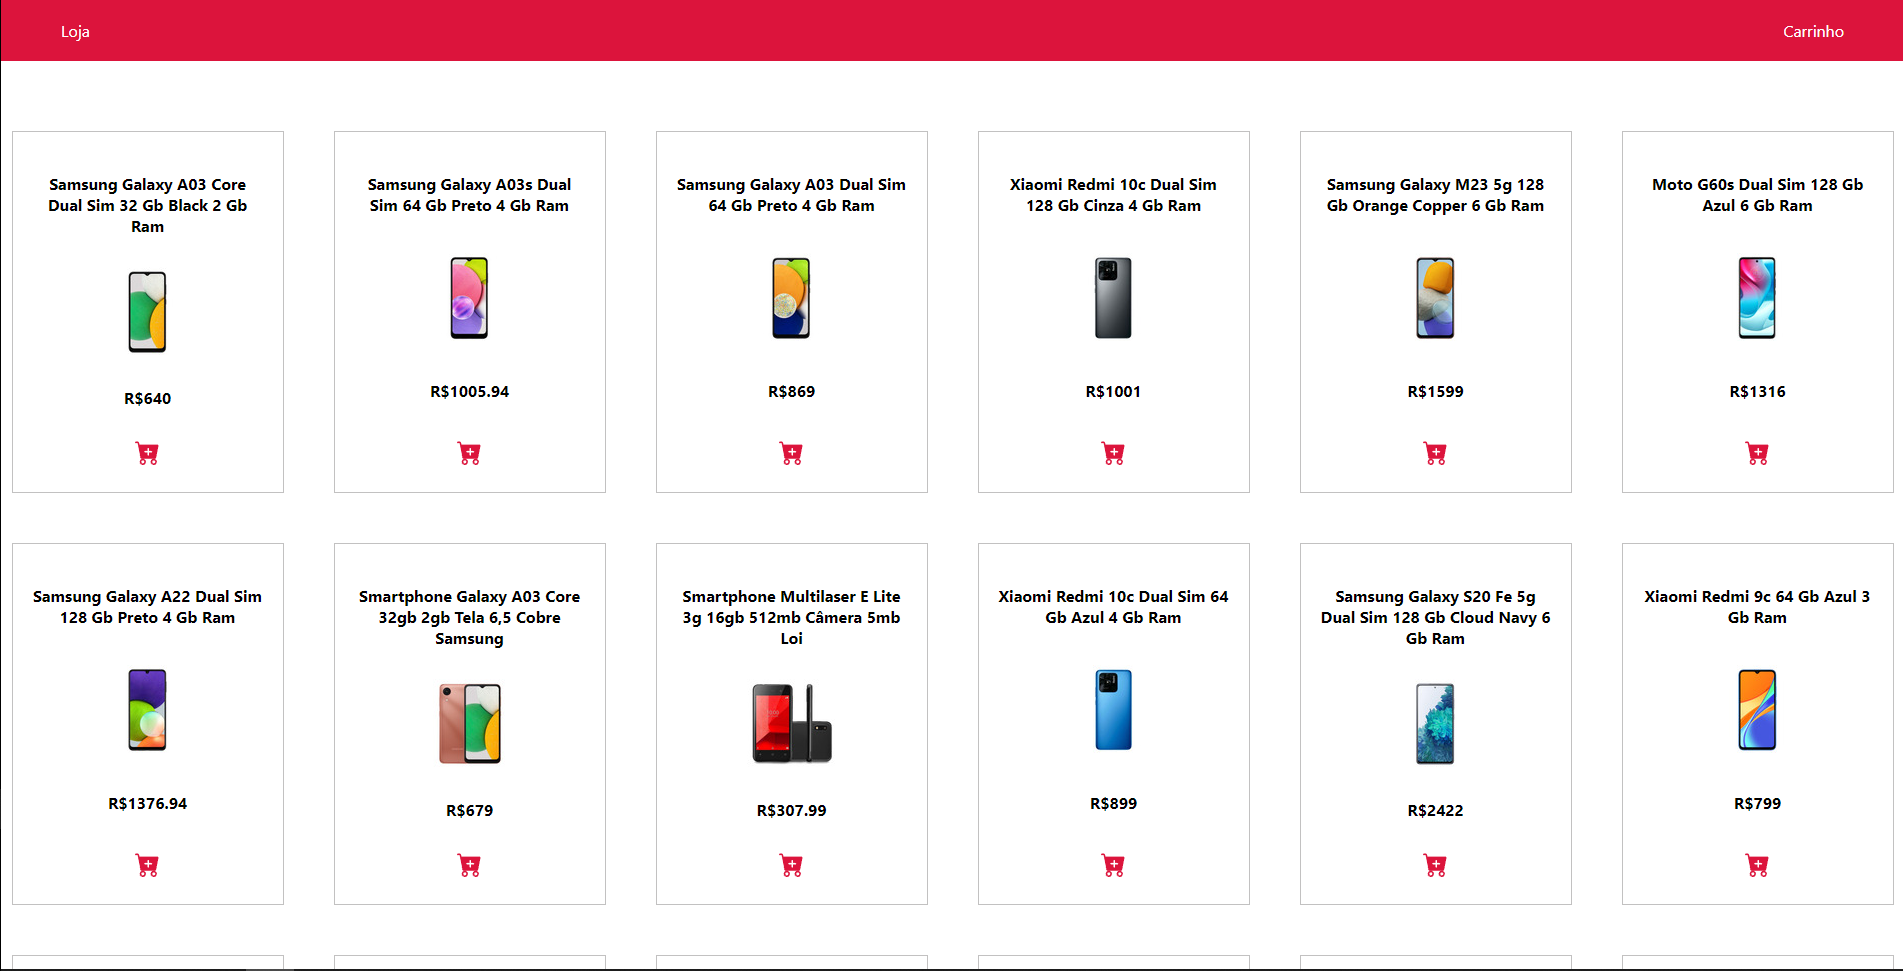 Loja
Carrinho
Samsung Galaxy A03 Core
Dual Sim 32 Gb Black 2 Gb
Ram
R$640
Samsung Galaxy A03s Dual
Sim 64 Gb Preto 4 Gb Ram
R$1005.94
Samsung Galaxy A03 Dual Sim
64 Gb Preto 4 Gb Ram
R$869
Xiaomi Redmi 10c Dual Sim
128 Gb Cinza 4 Gb Ram
R$1001
Samsung Galaxy M23 5g 128
Gb Orange Copper 6 Gb Ram
R$1599
Moto G60s Dual Sim 128 Gb
Azul 6 Gb Ram
R$1316
Samsung Galaxy A22 Dual Sim
128 Gb Preto 4 Gb Ram
R$1376.94
Smartphone Galaxy A03 Core
32gb 2gb Tela 6,5 Cobre
Samsung
R$679
Smartphone Multilaser E Lite
3g 16gb 512mb Câmera 5mb
Loi
R$307.99
Xiaomi Redmi 10c Dual Sim 64
Gb Azul 4 Gb Ram
R$899
Samsung Galaxy S20 Fe 5g
Dual Sim 128 Gb Cloud Navy 6
Gb Ram
R$2422
Xiaomi Redmi 9c 64 Gb Azul 3
Gb Ram
R$799